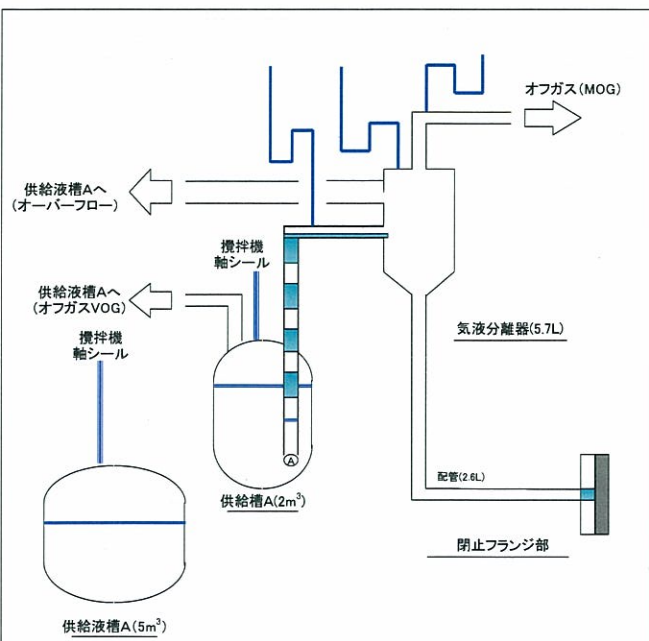 オフガス(MOG)
供給液槽Aへ
(オーバーフロー)
攪拌機
軸シール
供給液槽Aへ
(オフガスVOG)
攪拌機
軸シール
気液分離器(5.7L)
A
配管(2.6L)
供給槽A(2m³)
閉止フランジ部
供給液槽A(5m³)